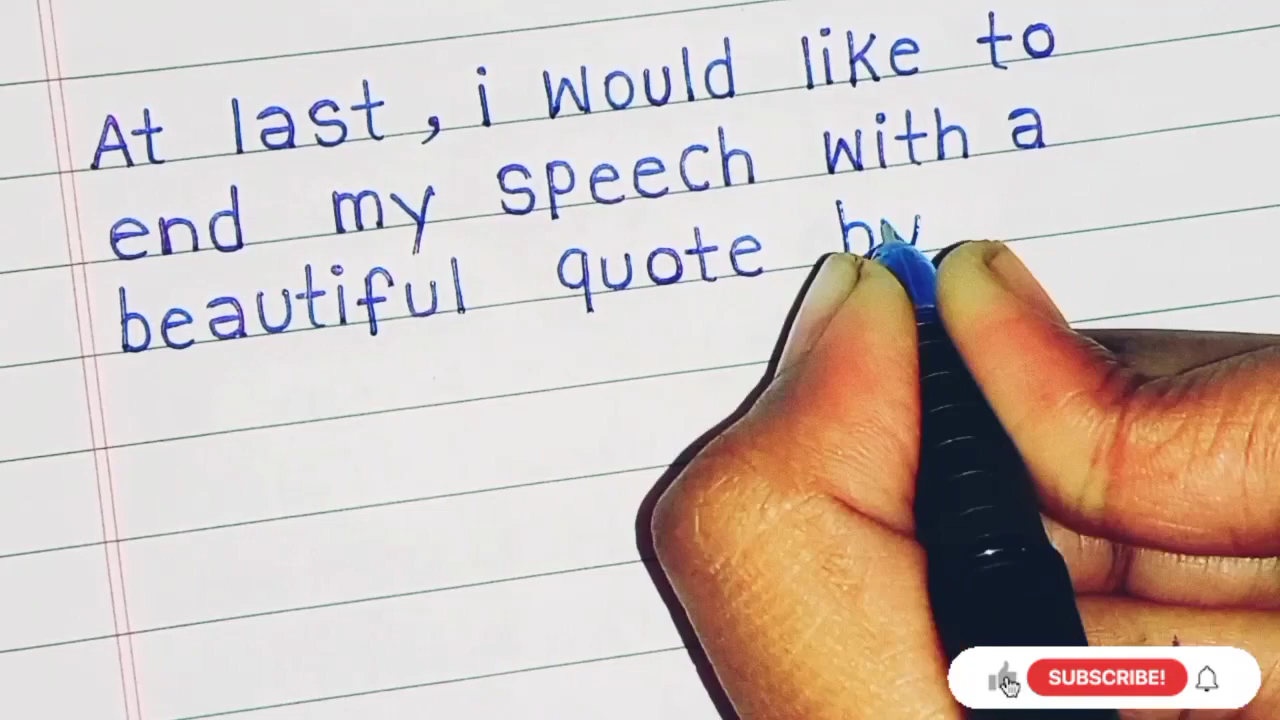 At last, i would like to
end my speech with a
beautiful quote by
SUBSCRIBE!